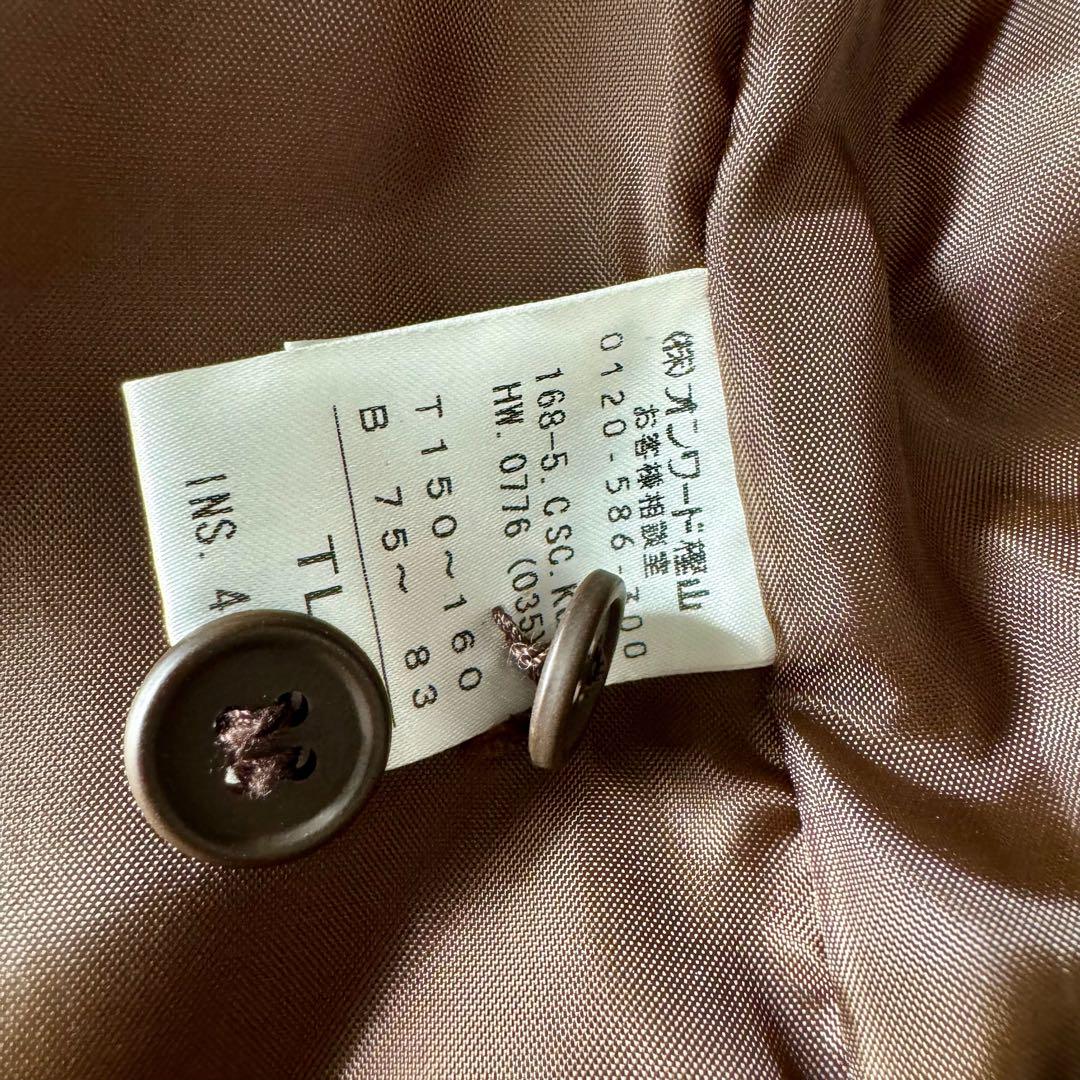 (株)オンワード樫山
お客様相談室
0120-586-300
168-5. CSC. K
HW. 0776 (035)
T150~160
B 75~ 83
TL
INS. 4